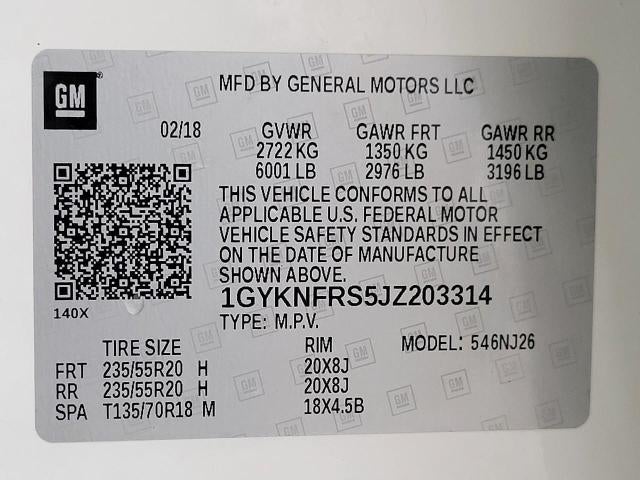 GM
MFD BY GENERAL MOTORS LLC
02/18 GVWR GAWR FRT GAWR RR
2722 KG 1350 KG 1450 KG
6001 LB 2976 LB 3196 LB
THIS VEHICLE CONFORMS TO ALL
APPLICABLE U.S. FEDERAL MOTOR
VEHICLE SAFETY STANDARDS IN EFFECT
ON THE DATE OF MANUFACTURE
SHOWN ABOVE.
1GYKNFRS5JZ203314
140X
TYPE: M.P.V.
TIRE SIZE RIM MODEL: 546NJ26
FRT 235/55R20 H 20X8J
RR 235/55R20 H 20X8J
SPA T135/70R18 M 18X4.5B